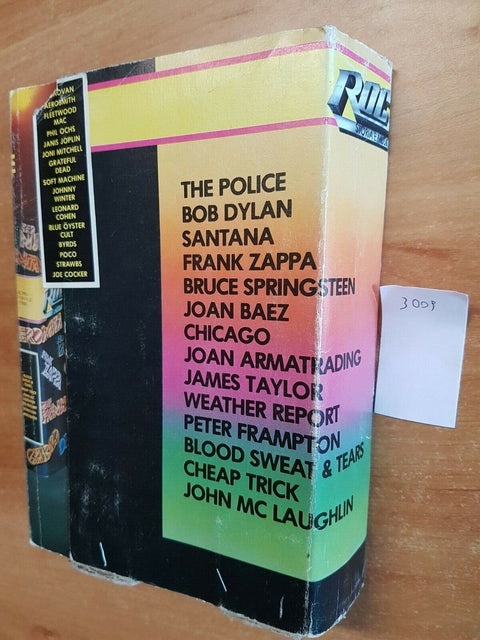 DONOVAN
AEROSMITH
FLEETWOOD
MAC
PHIL OCHS
JANIS JOPLIN
JONI MITCHELL
GRATEFUL
DEAD
SOFT MACHINE
JOHNNY
WINTER
LEONARD
COHEN
BLUE ÖYSTER
CULT
BYRDS
POCO
STRAWBS
JOE COCKER
ROC
THE POLICE
BOB DYLAN
SANTANA
FRANK ZAPPA
BRUCE SPRINGSTEEN
JOAN BAEZ
CHICAGO
JOAN ARMATRADING
JAMES TAYLOR
WEATHER REPORT
PETER FRAMPTON
BLOOD SWEAT & TEARS
CHEAP TRICK
JOHN MC LAUGHLIN
3009